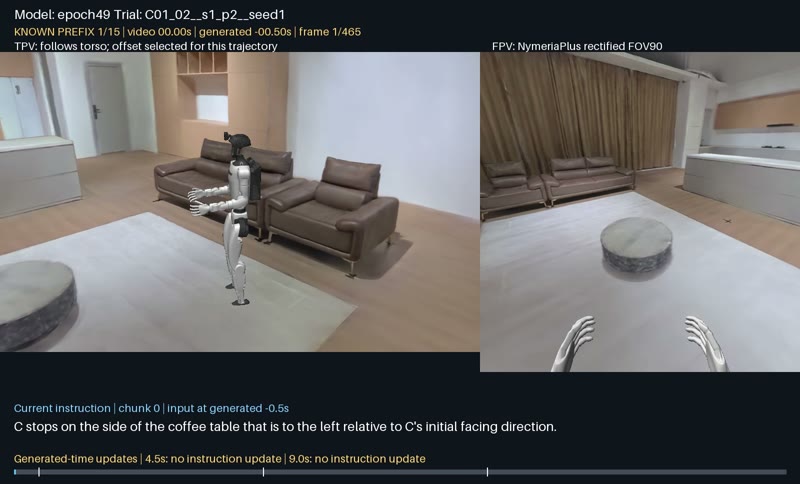 Model: epoch49 Trial: C01_02__s1_p2__seed1
KNOWN PREFIX 1/15 | video 00.00s | generated -00.50s | frame 1/465
TPV: follows torso; offset selected for this trajectory
FPV: NymeriaPlus rectified FOV90
Current instruction | chunk 0 | input at generated -0.5s
C stops on the side of the coffee table that is to the left relative to C's initial facing direction.
Generated-time updates | 4.5s: no instruction update | 9.0s: no instruction update